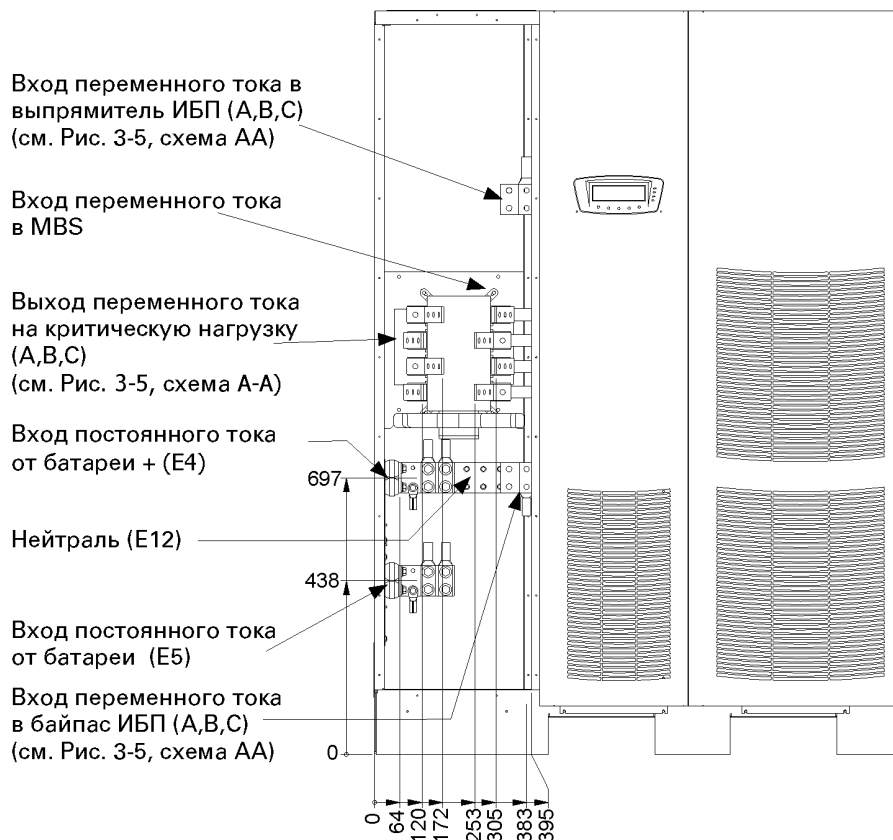 Вход переменного тока в
выпрямитель ИБП (A,B,C)
(см. Рис. 3-5, схема AA)
Вход переменного тока
в MBS
Выход переменного тока
на критическую нагрузку
(A,B,C)
(см. Рис. 3-5, схема A-A)
Вход постоянного тока
от батареи + (E4)
697
Нейтраль (E12)
438
Вход постоянного тока
от батареи (E5)
Вход переменного тока
в байпас ИБП (A,B,C)
(см. Рис. 3-5, схема AA)
0
0
64
120
172
253
305
383
395